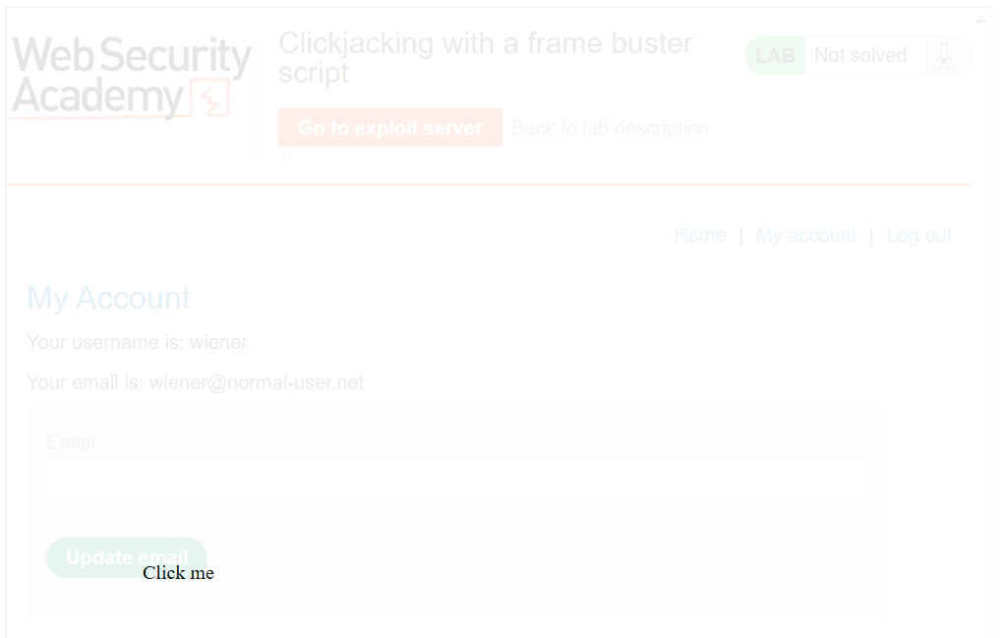 Web Security
Academy
Clickjacking with a frame buster
script
LAB Not solved
Go to exploit server Back to lab description
»
Home | My account | Log out
My Account
Your username is: wiener
Your email is: wiener@normal-user.net
Email
Update email
Click me